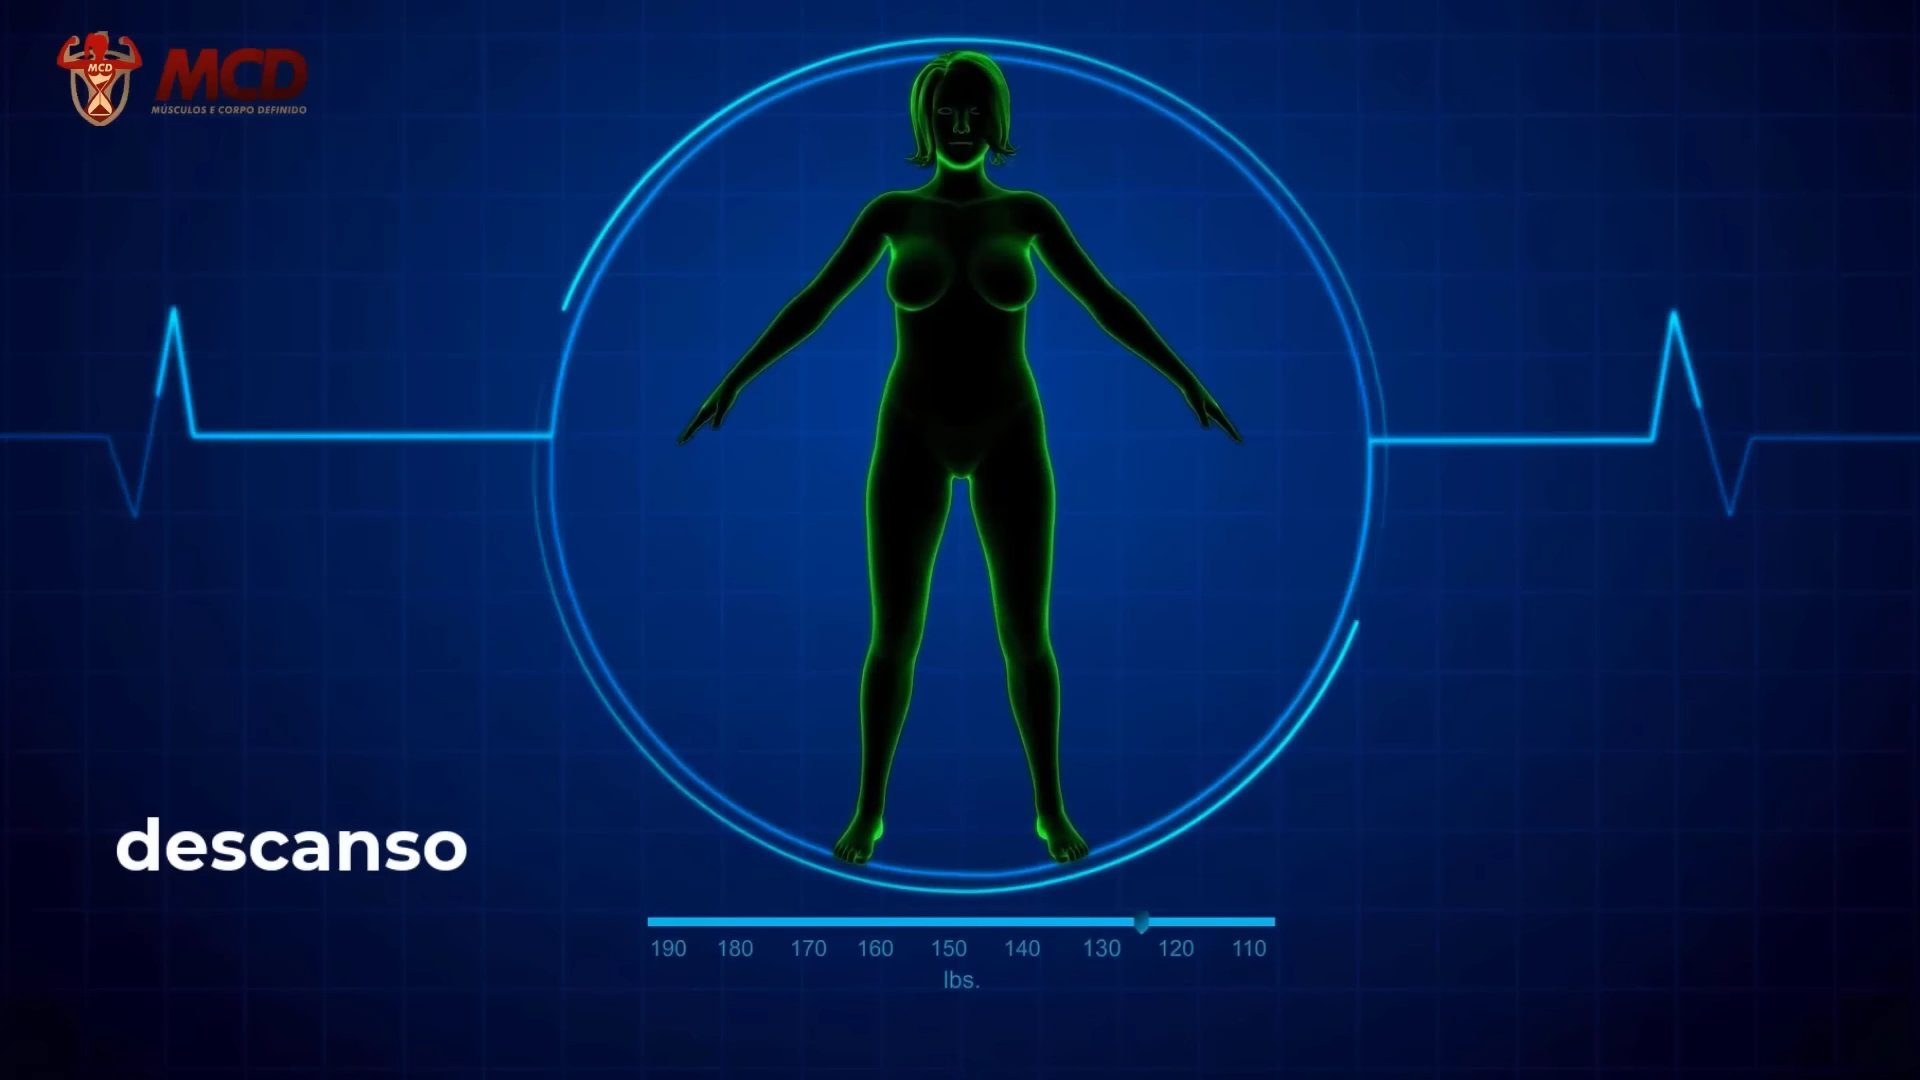 MCD
MCD
MÚSCULOS E CORPO DEFINIDO
descanso
190 180 170 160 150 140 130 120 110
lbs.